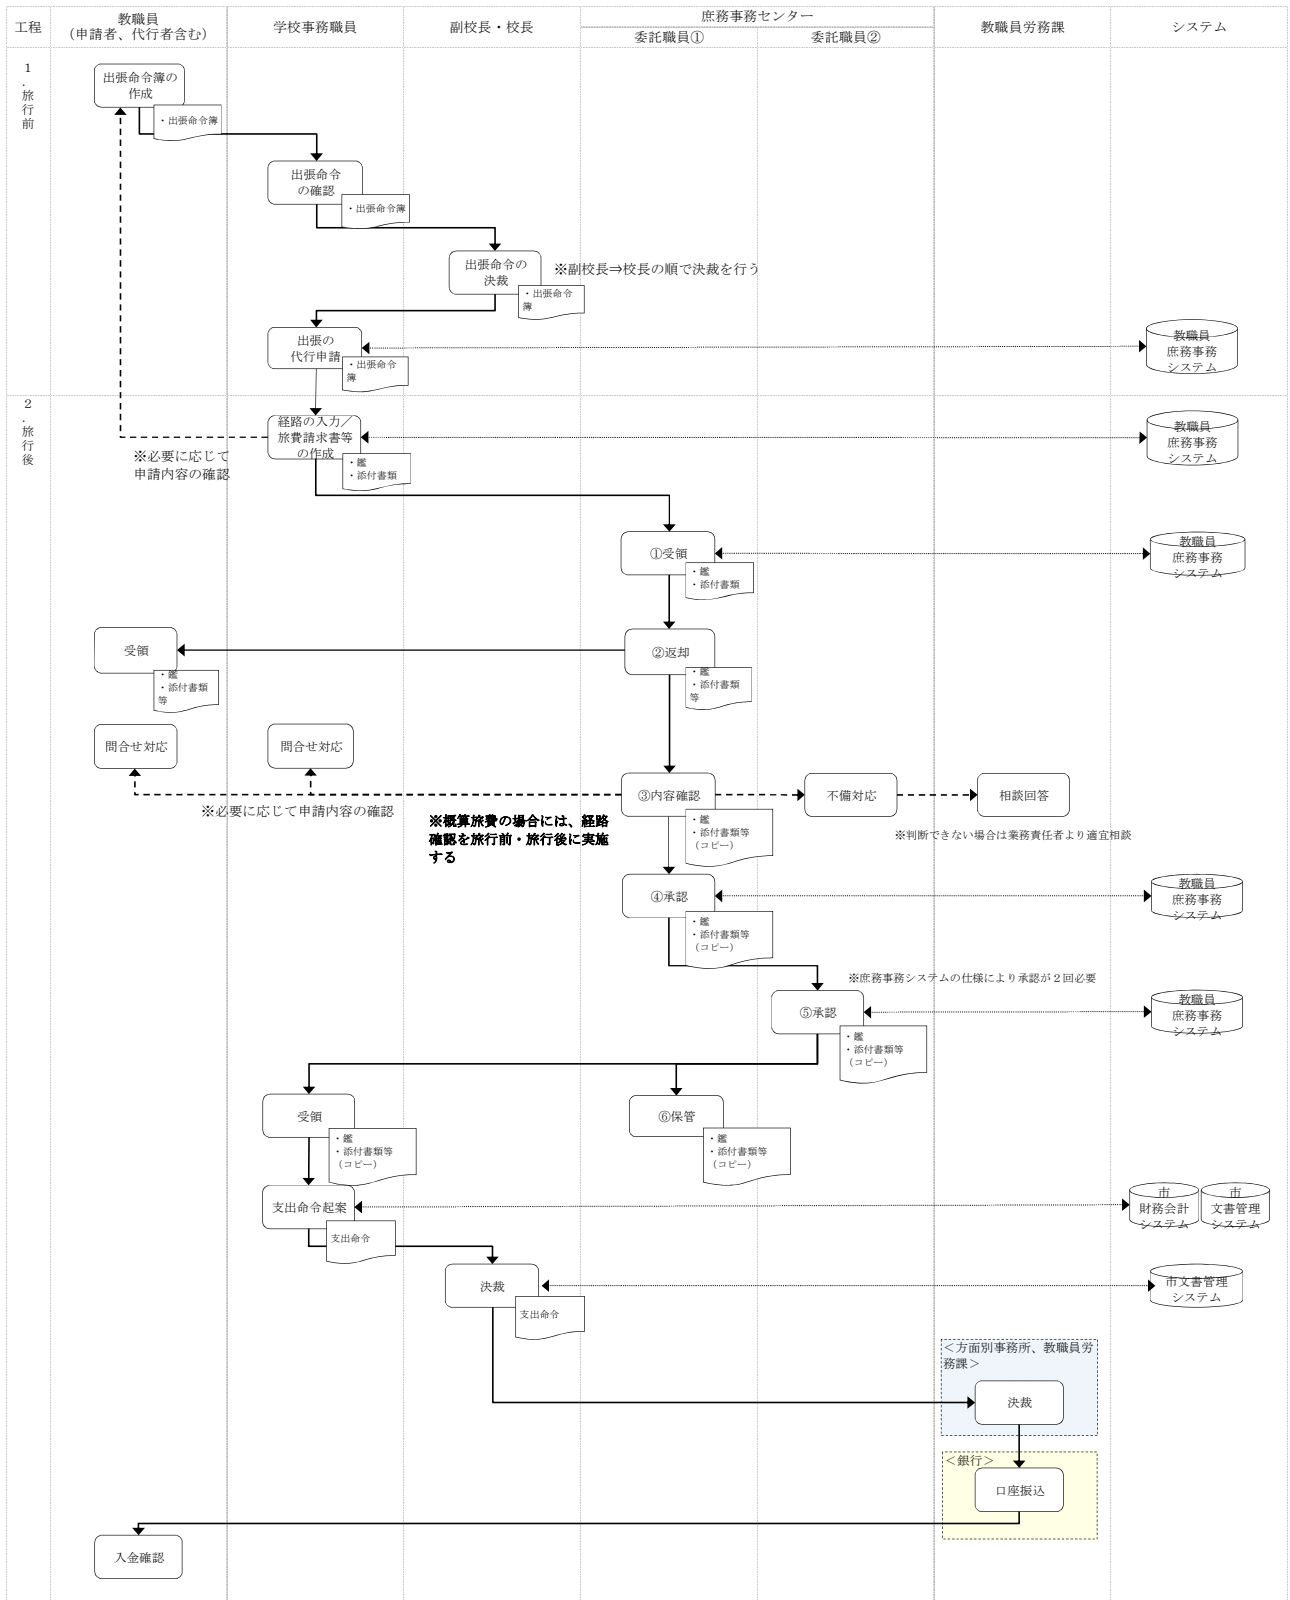 工程
教職員
（申請者、代行者含む）
学校事務職員
副校長・校長
庶務事務センター
委託職員①
委託職員②
教職員労務課
システム
１
．
旅
行
前
出張命令簿の
作成
・出張命令簿
出張命令
の確認
・出張命令簿
出張命令の
決裁
※副校長⇒校長の順で決裁を行う
・出張命令
簿
出張の
代行申請
・出張命令
簿
教職員
庶務事務
システム
２
．
旅
行
後
経路の入力／
旅費請求書等
の作成
・鑑
・添付書類
教職員
庶務事務
システム
※必要に応じて
申請内容の確認
①受領
・鑑
・添付書類
教職員
庶務事務
システム
受領
・鑑
・添付書類
等
②返却
・鑑
・添付書類
等
問合せ対応
問合せ対応
※必要に応じて申請内容の確認
③内容確認
・鑑
・添付書類等
（コピー）
不備対応
相談回答
※判断できない場合は業務責任者より適宜相談
※概算旅費の場合には、経路
確認を旅行前・旅行後に実施
する
④承認
・鑑
・添付書類等
（コピー）
教職員
庶務事務
システム
※庶務事務システムの仕様により承認が２回必要
⑤承認
・鑑
・添付書類等
（コピー）
教職員
庶務事務
システム
受領
・鑑
・添付書類等
（コピー）
⑥保管
・鑑
・添付書類等
（コピー）
支出命令起案
支出命令
市
財務会計
システム
市
文書管理
システム
決裁
支出命令
市文書管理
システム
＜方面別事務所、教職員労
務課＞
決裁
＜銀行＞
口座振込
入金確認